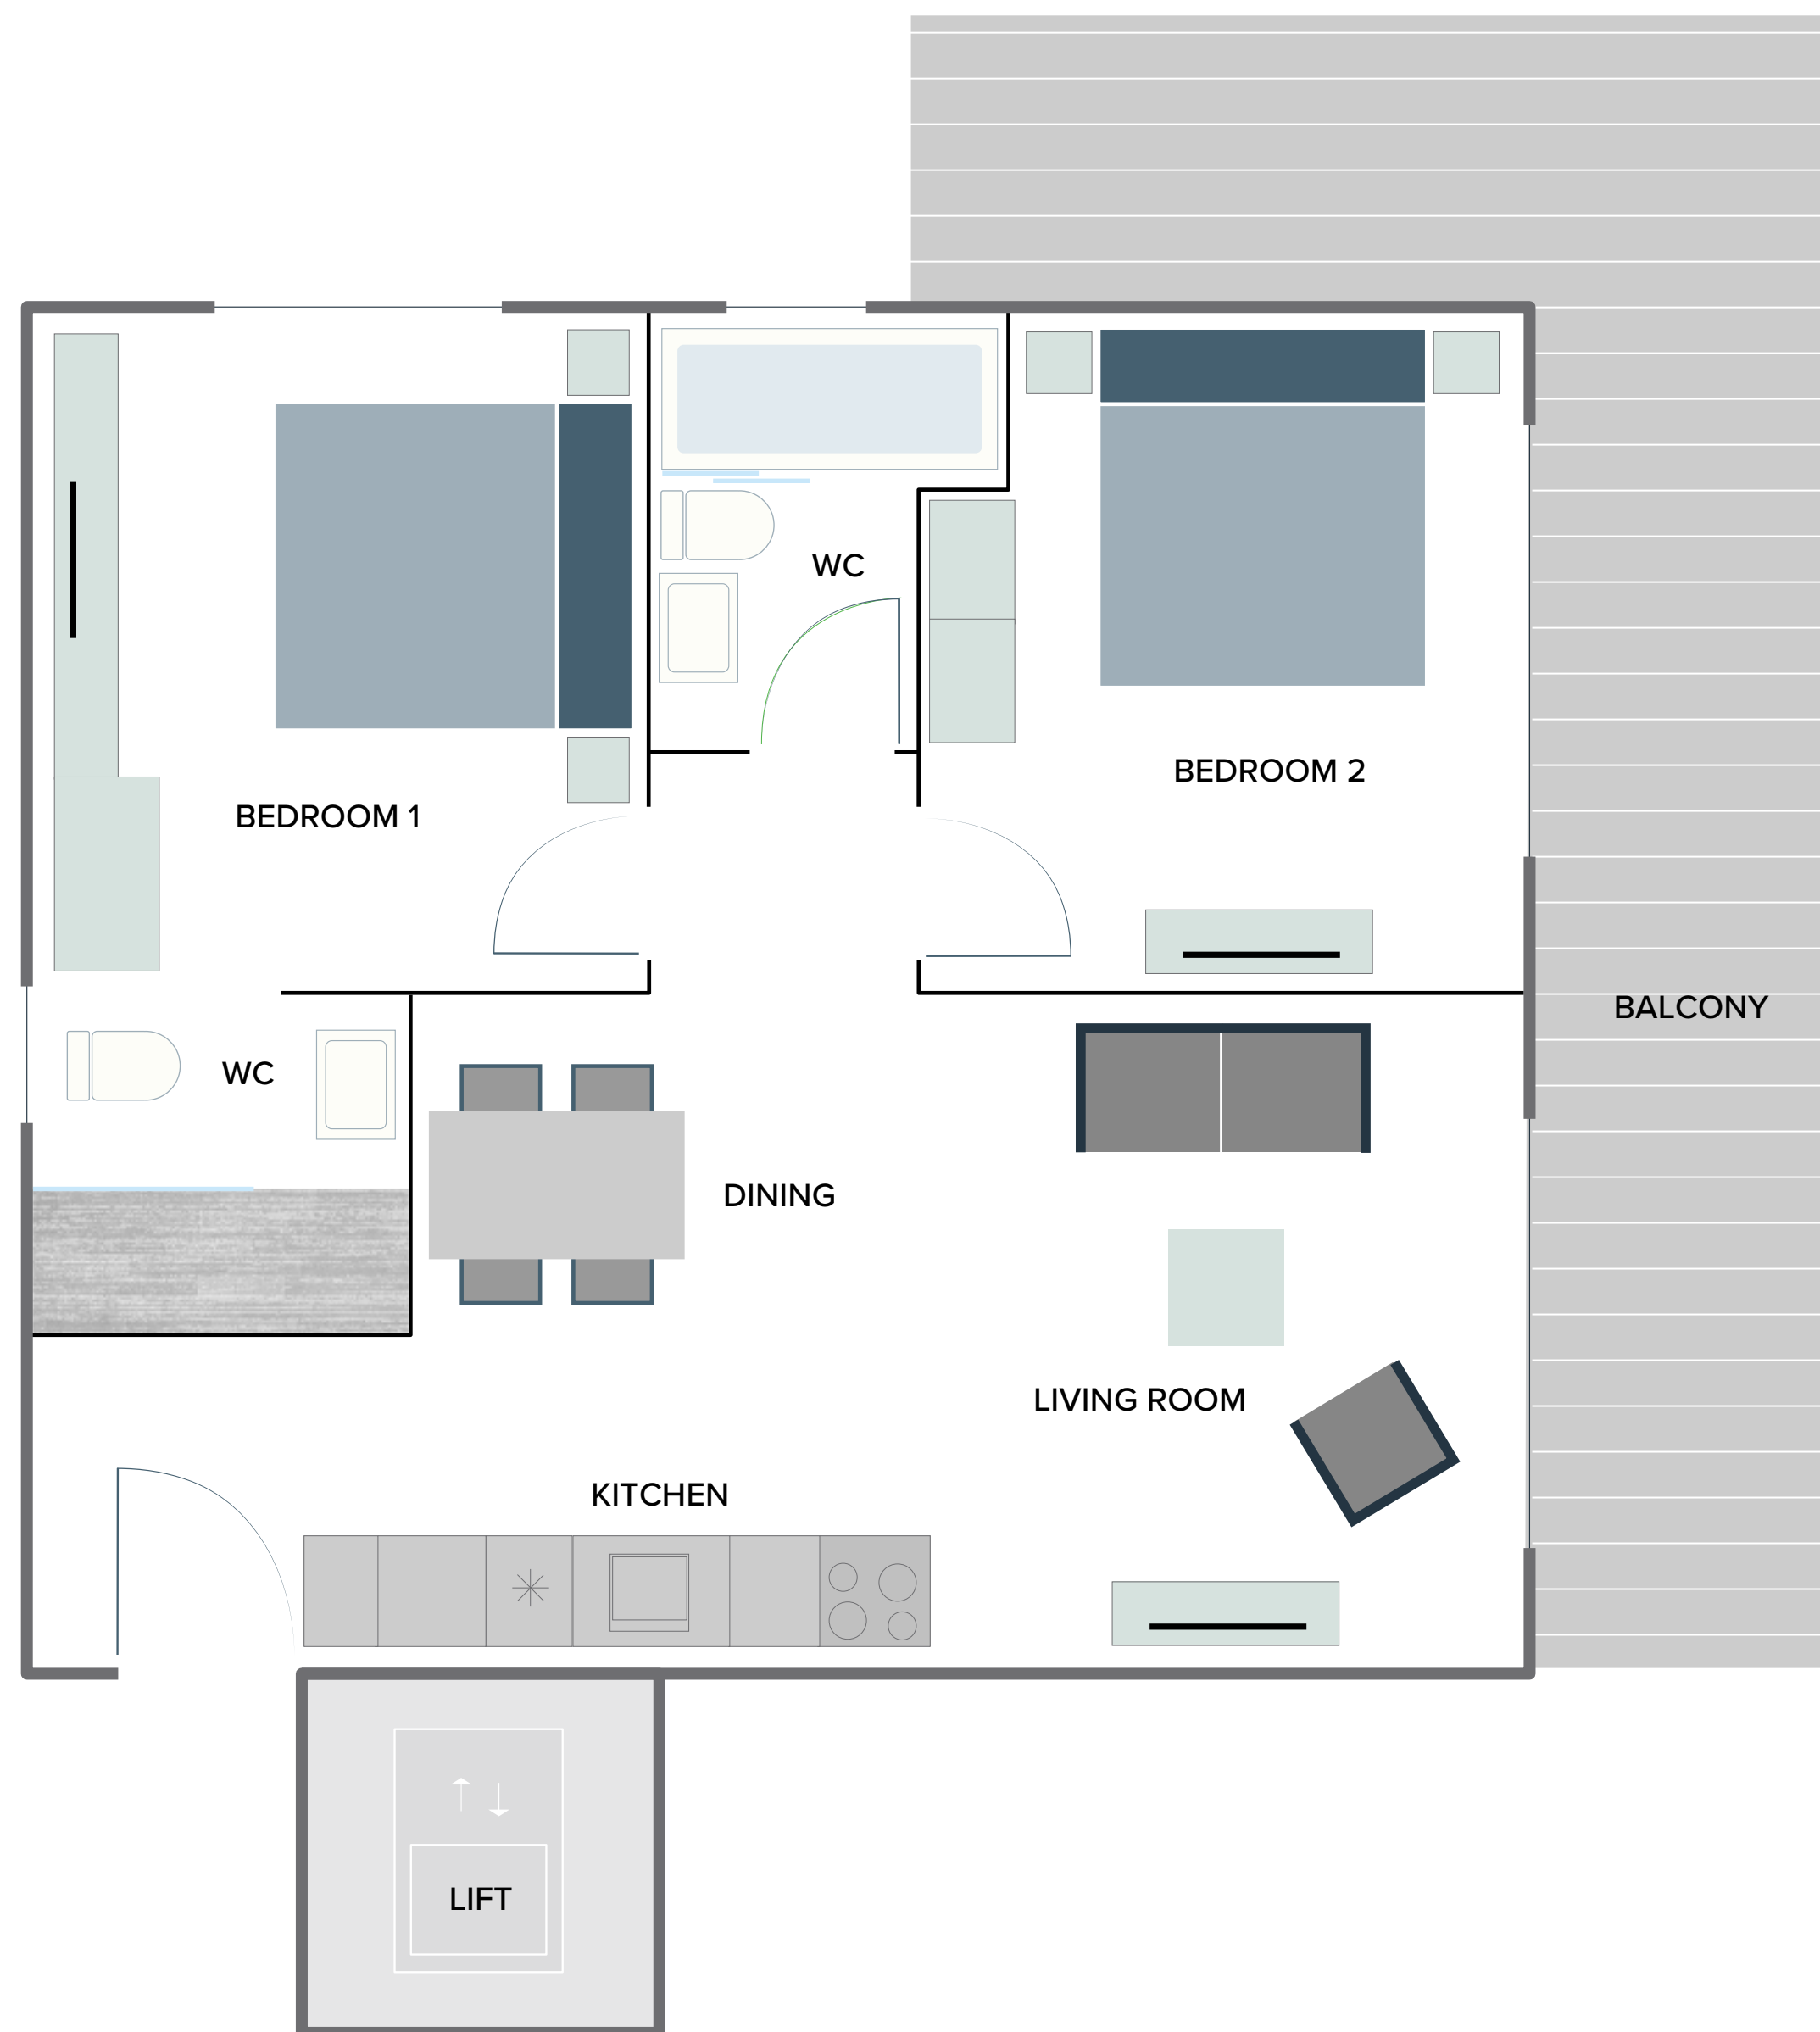 WC
BEDROOM 2
BEDROOM 1
BALCONY
WC
DINING
LIVING ROOM
KITCHEN
LIFT